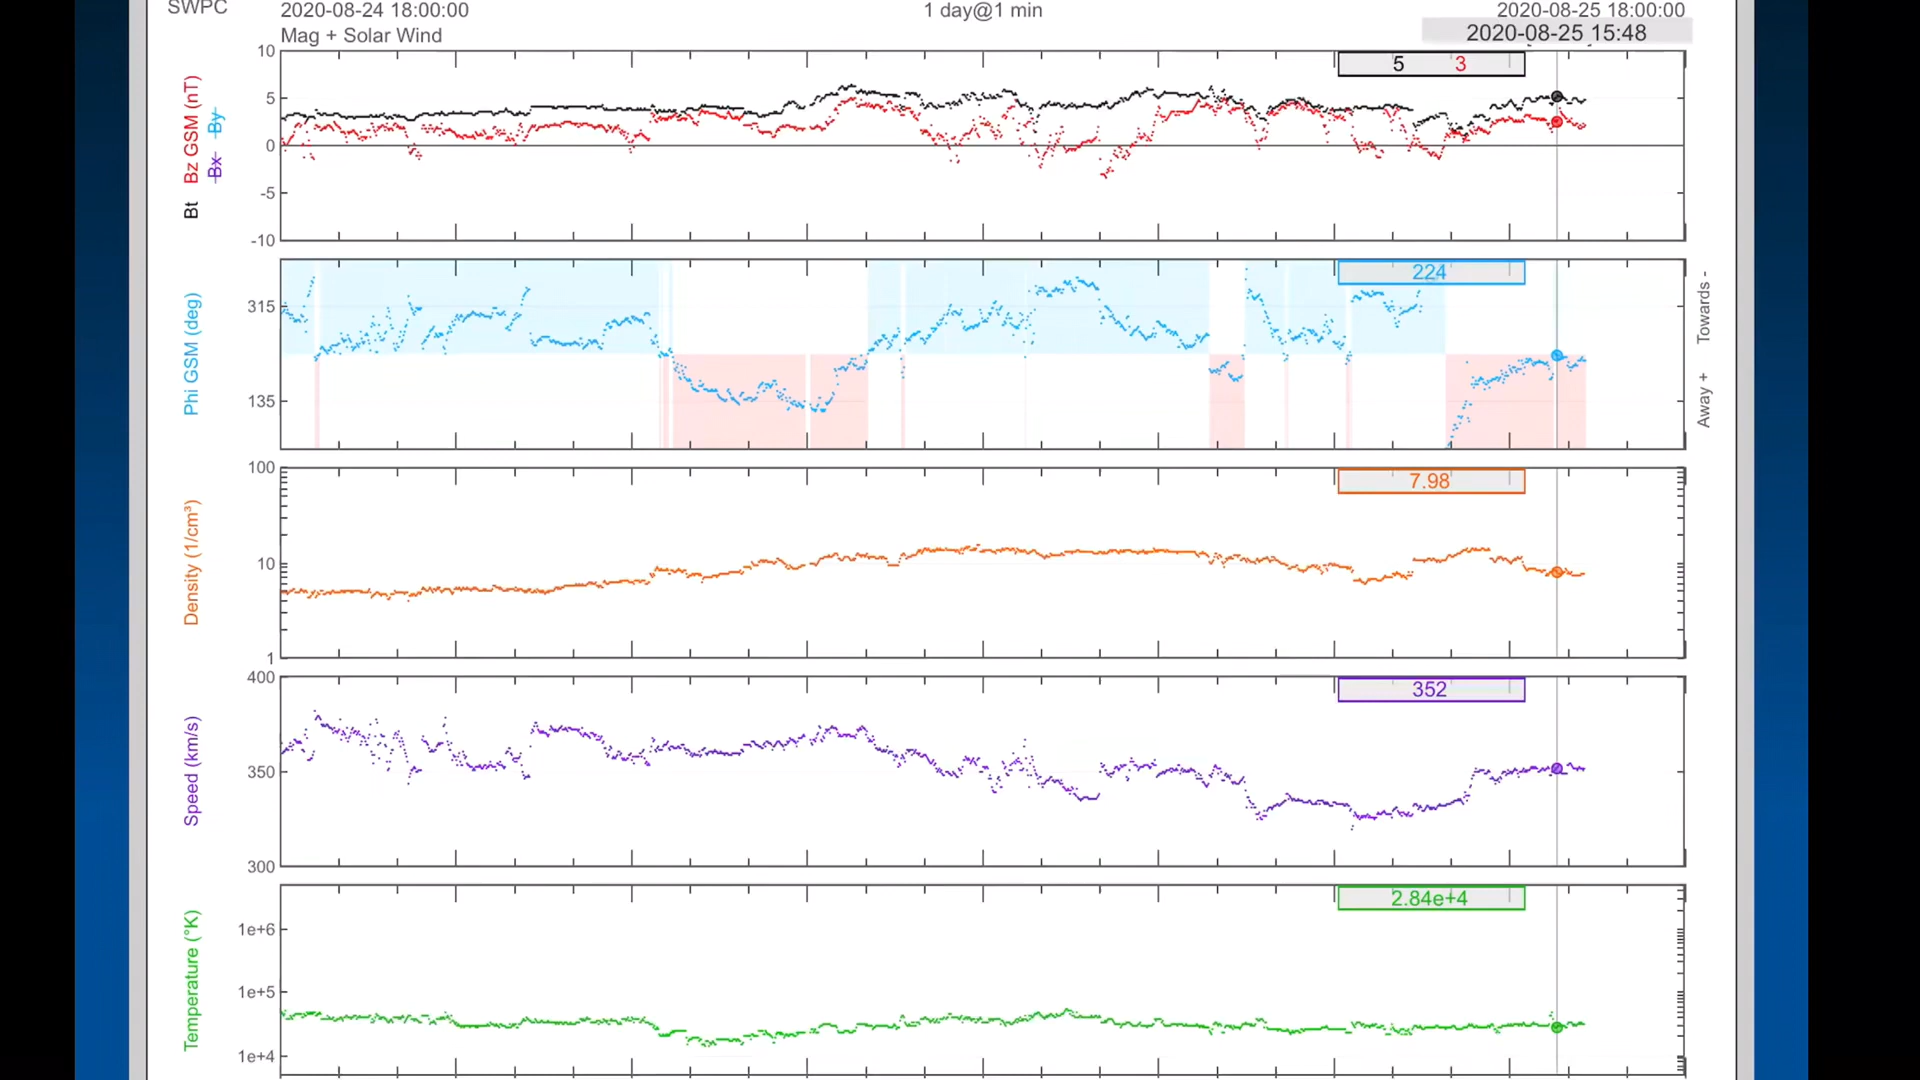 SWPC
2020-08-24 18:00:00
1 day@1 min
2020-08-25 18:00:00
Mag + Solar Wind
2020-08-25 15:48
Bt Bz GSM (nT)
Bx By
10
5
0
-5
-10
5 3
Phi GSM (deg)
315
135
224
Away + Towards -
Density (1/cm³)
100
10
1
7.98
Speed (km/s)
400
350
300
352
Temperature (°K)
1e+6
1e+5
1e+4
2.84e+4